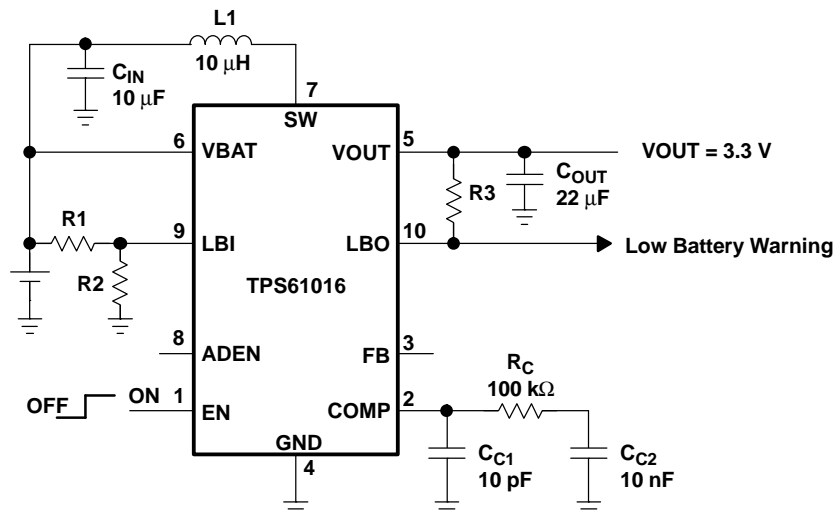 L1
10 μH
C_IN
10 μF
7
SW
6
VBAT
VOUT
5
VOUT = 3.3 V
C_OUT
22 μF
R3
R1
9
LBI
LBO
10
Low Battery Warning
R2
TPS61016
8
ADEN
FB
3
R_C
100 kΩ
OFF
ON
1
EN
COMP
2
GND
4
C_C1
10 pF
C_C2
10 nF